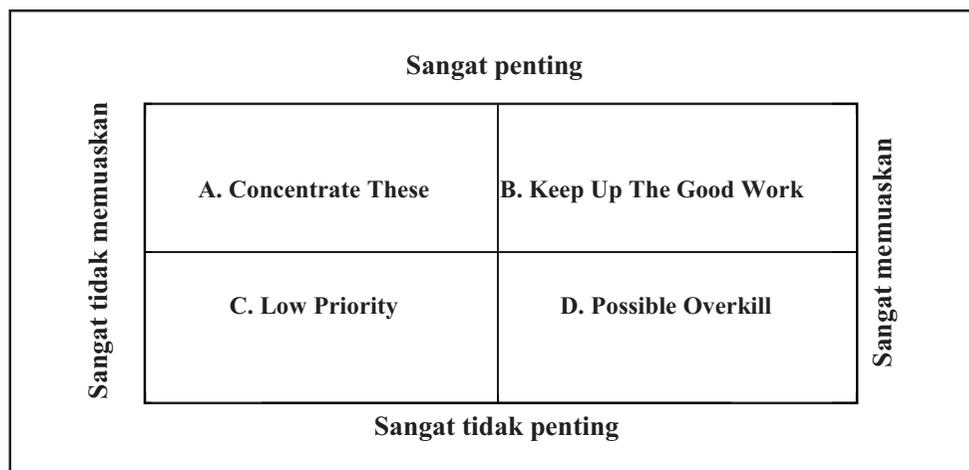 Sangat penting
Sangat tidak memuaskan
A. Concentrate These
B. Keep Up The Good Work
Sangat memuaskan
C. Low Priority
D. Possible Overkill
Sangat tidak penting